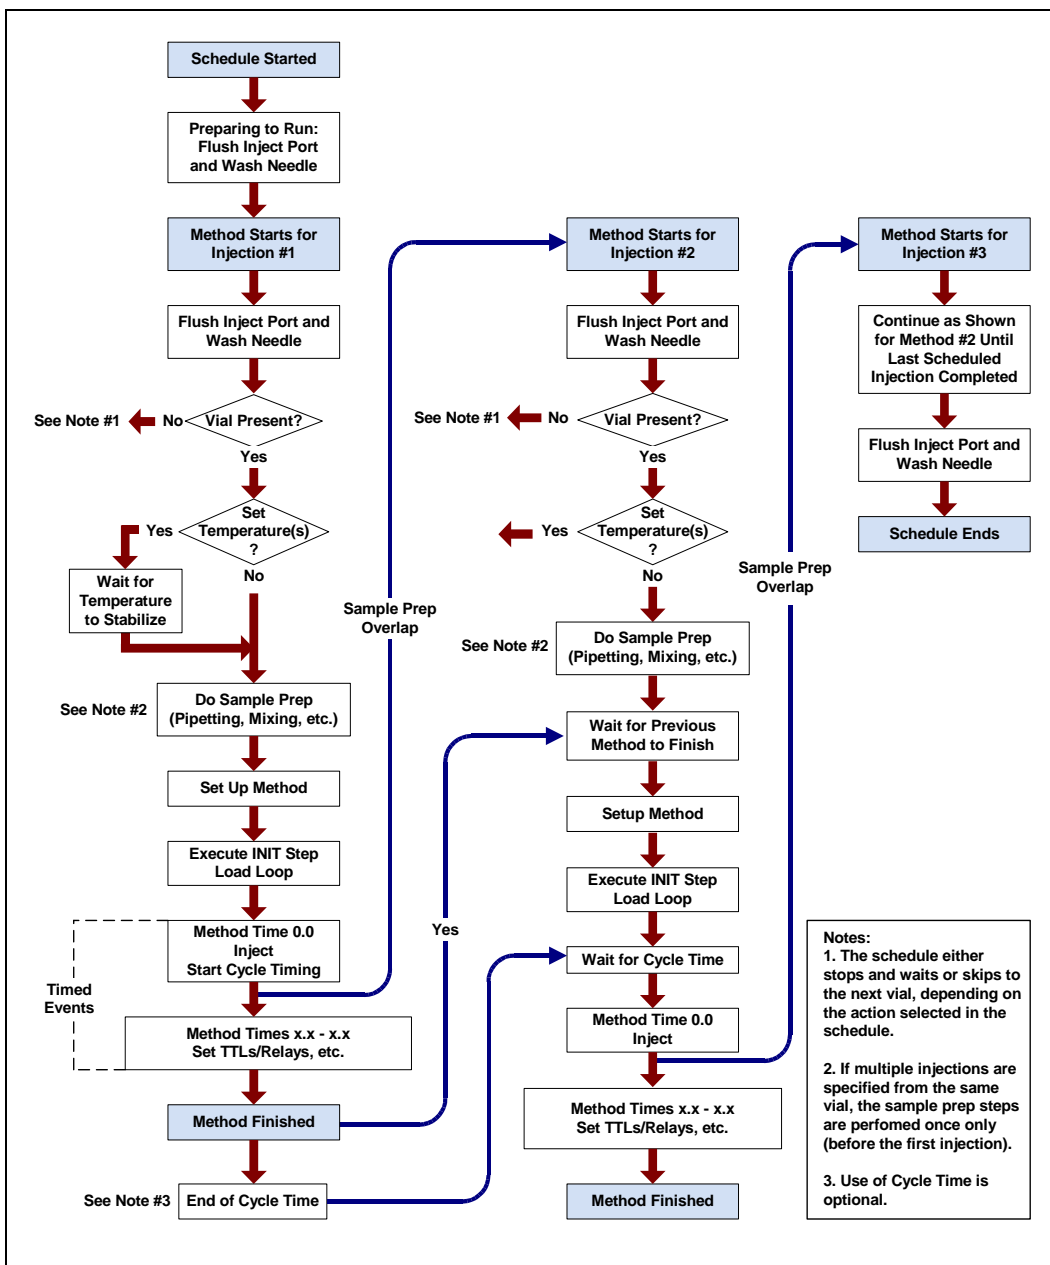 Schedule Started
Preparing to Run:
Flush Inject Port
and Wash Needle
Method Starts for
Injection #1
Flush Inject Port and
Wash Needle
See Note #1
No
Vial Present?
Yes
Set
Temperature(s)
?
Yes
No
Wait for
Temperature
to Stabilize
See Note #2
Do Sample Prep
(Pipetting, Mixing, etc.)
Set Up Method
Execute INIT Step
Load Loop
Timed
Events
Method Time 0.0
Inject
Start Cycle Timing
Method Times x.x - x.x
Set TTLs/Relays, etc.
Method Finished
See Note #3
End of Cycle Time
Sample Prep
Overlap
Yes
Method Starts for
Injection #2
Flush Inject Port and
Wash Needle
See Note #1
No
Vial Present?
Yes
Set
Temperature(s)
?
Yes
No
See Note #2
Do Sample Prep
(Pipetting, Mixing, etc.)
Wait for Previous
Method to Finish
Setup Method
Execute INIT Step
Load Loop
Wait for Cycle Time
Method Time 0.0
Inject
Method Times x.x - x.x
Set TTLs/Relays, etc.
Method Finished
Sample Prep
Overlap
Method Starts for
Injection #3
Continue as Shown
for Method #2 Until
Last Scheduled
Injection Completed
Flush Inject Port and
Wash Needle
Schedule Ends
Notes:
1. The schedule either
stops and waits or skips to
the next vial, depending on
the action selected in the
schedule.
2. If multiple injections are
specified from the same
vial, the sample prep steps
are perfomed once only
(before the first injection).
3. Use of Cycle Time is
optional.